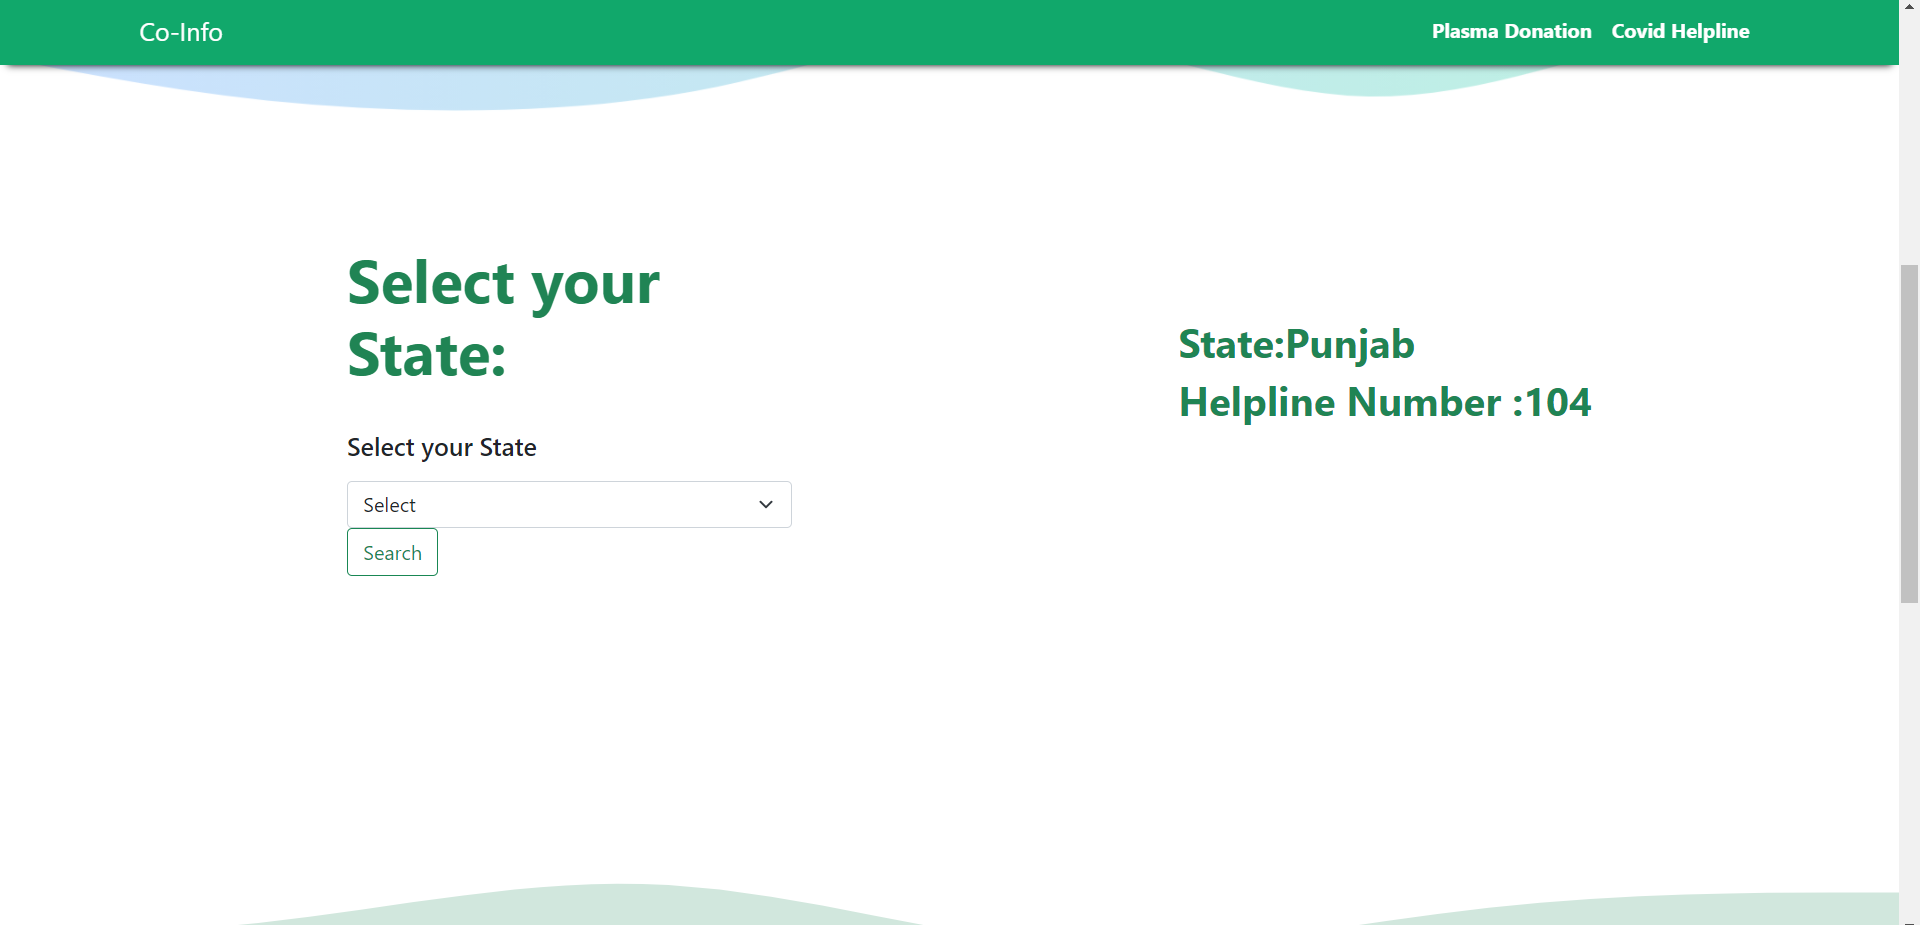 Co-Info
Plasma Donation
Covid Helpline
Select your
State:
Select your State
Select
Search
State:Punjab
Helpline Number :104